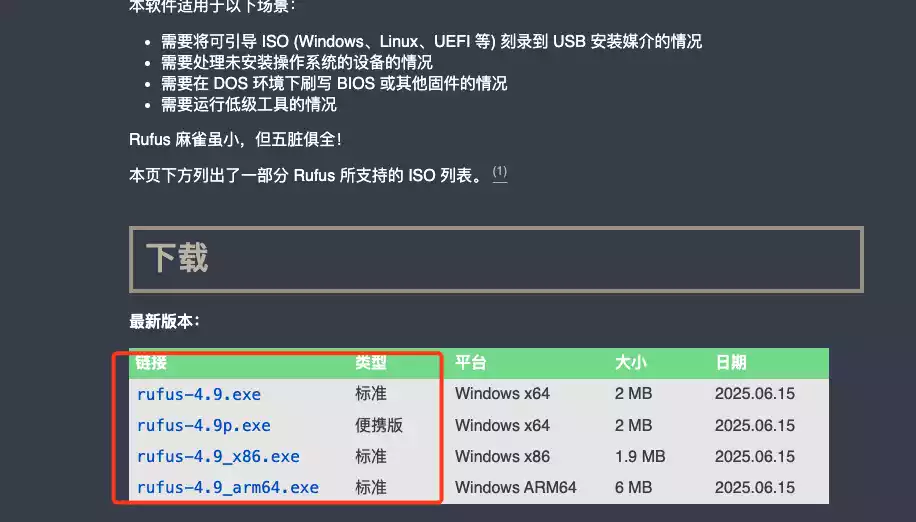 本软件适用于以下场景：
需要将可引导 ISO (Windows、Linux、UEFI 等) 刻录到 USB 安装媒介的情况
需要处理未安装操作系统的设备的情况
需要在 DOS 环境下刷写 BIOS 或其他固件的情况
需要运行低级工具的情况
Rufus 麻雀虽小，但五脏俱全！
本页下方列出了一部分 Rufus 所支持的 ISO 列表。 (1)
下载
最新版本：
链接 类型 平台 大小 日期
rufus-4.9.exe 标准 Windows x64 2 MB 2025.06.15
rufus-4.9p.exe 便携版 Windows x64 2 MB 2025.06.15
rufus-4.9_x86.exe 标准 Windows x86 1.9 MB 2025.06.15
rufus-4.9_arm64.exe 标准 Windows ARM64 6 MB 2025.06.15